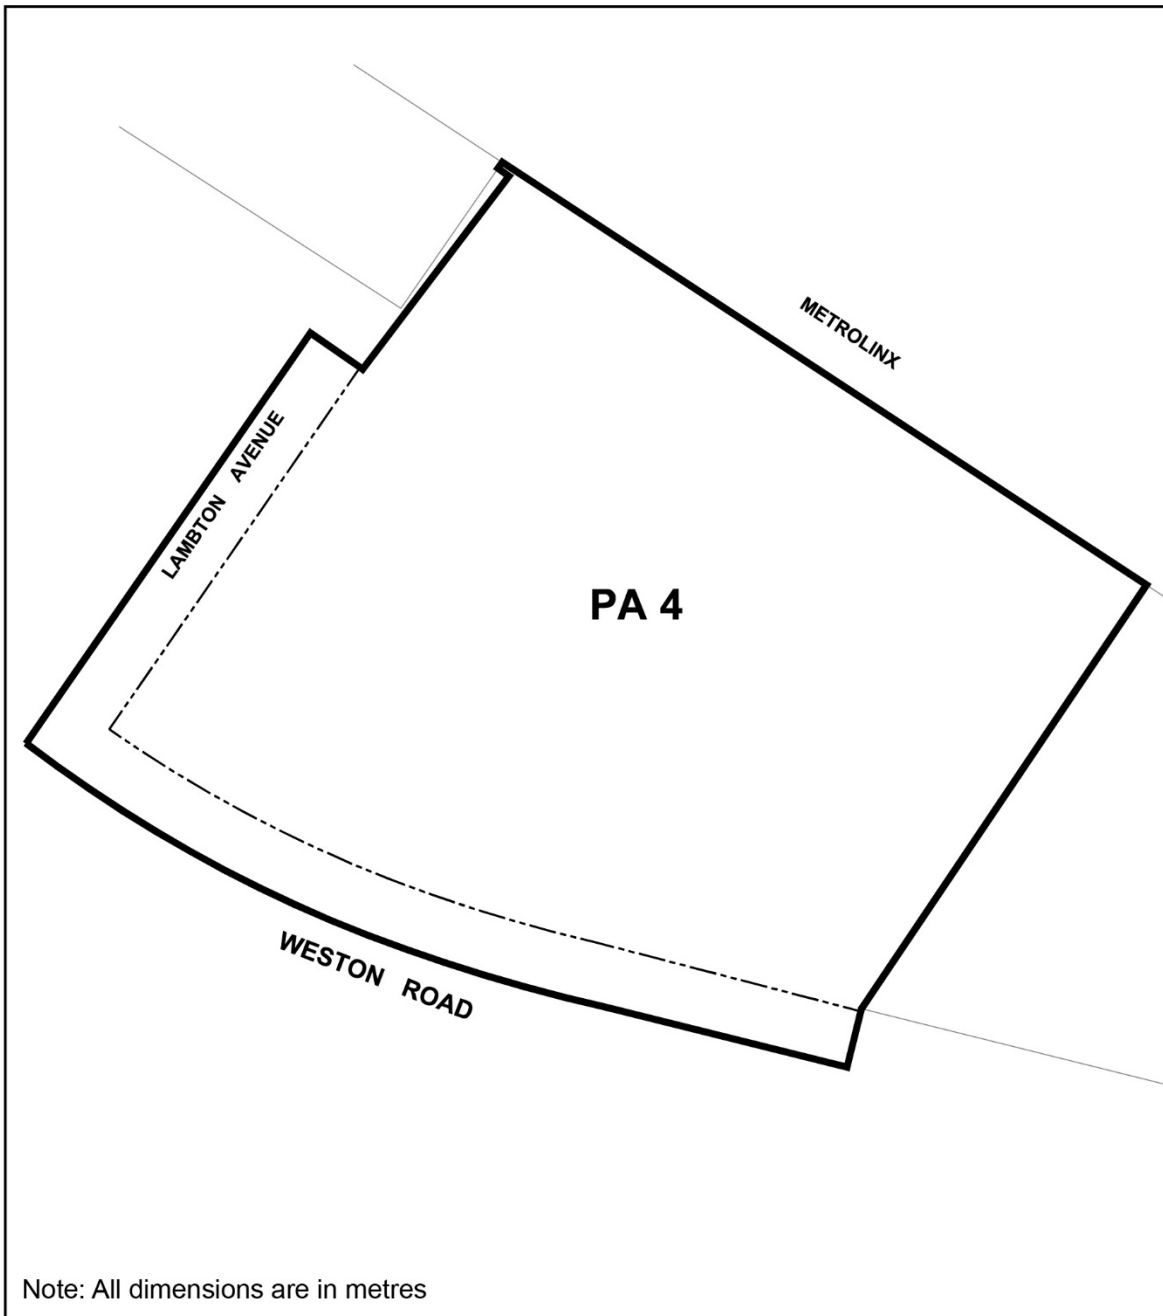 METROLINX
LAMBTON AVENUE
PA 4
WESTON ROAD
Note: All dimensions are in metres